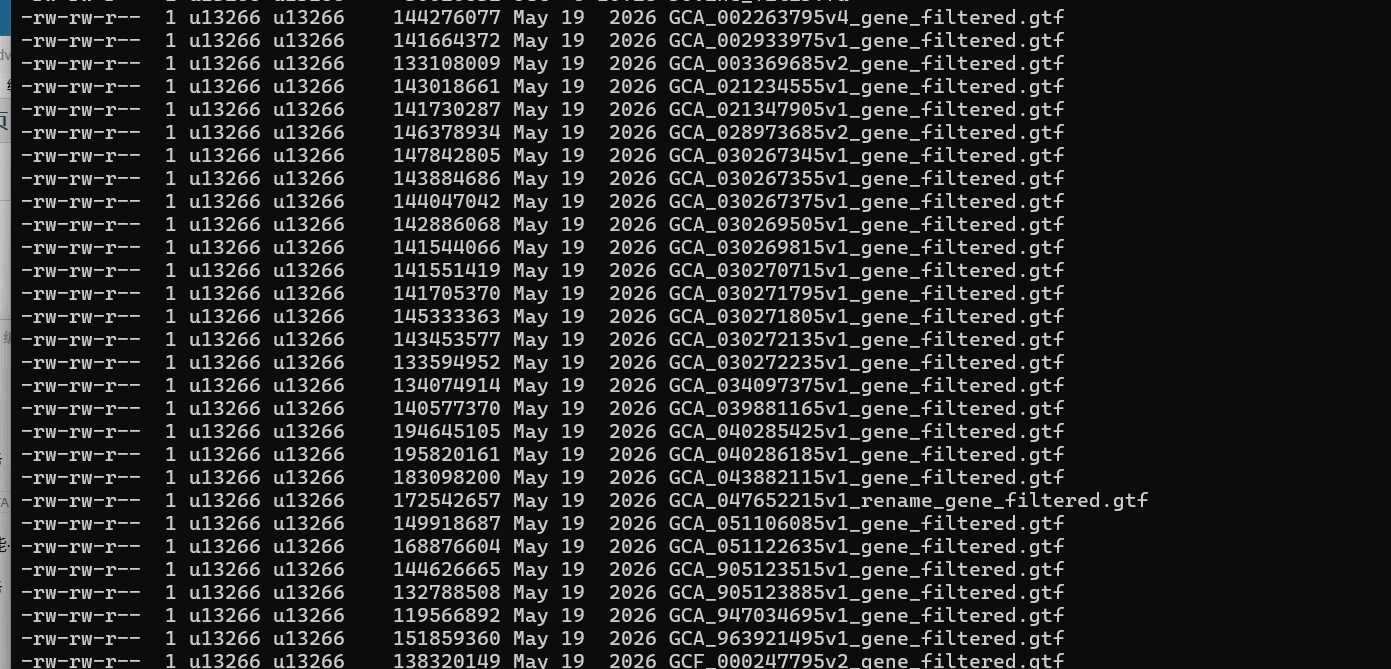 -rw-rw-r-- 1 u13266 u13266 144276077 May 19 2026 GCA_002263795v4_gene_filtered.gtf
-rw-rw-r-- 1 u13266 u13266 141664372 May 19 2026 GCA_002933975v1_gene_filtered.gtf
-rw-rw-r-- 1 u13266 u13266 133108009 May 19 2026 GCA_003369685v2_gene_filtered.gtf
-rw-rw-r-- 1 u13266 u13266 143018661 May 19 2026 GCA_021234555v1_gene_filtered.gtf
-rw-rw-r-- 1 u13266 u13266 141730287 May 19 2026 GCA_021347905v1_gene_filtered.gtf
-rw-rw-r-- 1 u13266 u13266 146378934 May 19 2026 GCA_028973685v2_gene_filtered.gtf
-rw-rw-r-- 1 u13266 u13266 147842805 May 19 2026 GCA_030267345v1_gene_filtered.gtf
-rw-rw-r-- 1 u13266 u13266 143884686 May 19 2026 GCA_030267355v1_gene_filtered.gtf
-rw-rw-r-- 1 u13266 u13266 144047042 May 19 2026 GCA_030267375v1_gene_filtered.gtf
-rw-rw-r-- 1 u13266 u13266 142886068 May 19 2026 GCA_030269505v1_gene_filtered.gtf
-rw-rw-r-- 1 u13266 u13266 141544066 May 19 2026 GCA_030269815v1_gene_filtered.gtf
-rw-rw-r-- 1 u13266 u13266 141551419 May 19 2026 GCA_030270715v1_gene_filtered.gtf
-rw-rw-r-- 1 u13266 u13266 141705370 May 19 2026 GCA_030271795v1_gene_filtered.gtf
-rw-rw-r-- 1 u13266 u13266 145333363 May 19 2026 GCA_030271805v1_gene_filtered.gtf
-rw-rw-r-- 1 u13266 u13266 143453577 May 19 2026 GCA_030272135v1_gene_filtered.gtf
-rw-rw-r-- 1 u13266 u13266 133594952 May 19 2026 GCA_030272235v1_gene_filtered.gtf
-rw-rw-r-- 1 u13266 u13266 134074914 May 19 2026 GCA_034097375v1_gene_filtered.gtf
-rw-rw-r-- 1 u13266 u13266 140577370 May 19 2026 GCA_039881165v1_gene_filtered.gtf
-rw-rw-r-- 1 u13266 u13266 194645105 May 19 2026 GCA_040285425v1_gene_filtered.gtf
-rw-rw-r-- 1 u13266 u13266 195820161 May 19 2026 GCA_040286185v1_gene_filtered.gtf
-rw-rw-r-- 1 u13266 u13266 183098200 May 19 2026 GCA_043882115v1_gene_filtered.gtf
-rw-rw-r-- 1 u13266 u13266 172542657 May 19 2026 GCA_047652215v1_rename_gene_filtered.gtf
-rw-rw-r-- 1 u13266 u13266 149918687 May 19 2026 GCA_051106085v1_gene_filtered.gtf
-rw-rw-r-- 1 u13266 u13266 168876604 May 19 2026 GCA_051122635v1_gene_filtered.gtf
-rw-rw-r-- 1 u13266 u13266 144626665 May 19 2026 GCA_905123515v1_gene_filtered.gtf
-rw-rw-r-- 1 u13266 u13266 132788508 May 19 2026 GCA_905123885v1_gene_filtered.gtf
-rw-rw-r-- 1 u13266 u13266 119566892 May 19 2026 GCA_947034695v1_gene_filtered.gtf
-rw-rw-r-- 1 u13266 u13266 151859360 May 19 2026 GCA_963921495v1_gene_filtered.gtf
-rw-rw-r-- 1 u13266 u13266 138320149 May 19 2026 GCF_000247795v2_gene_filtered.gtf